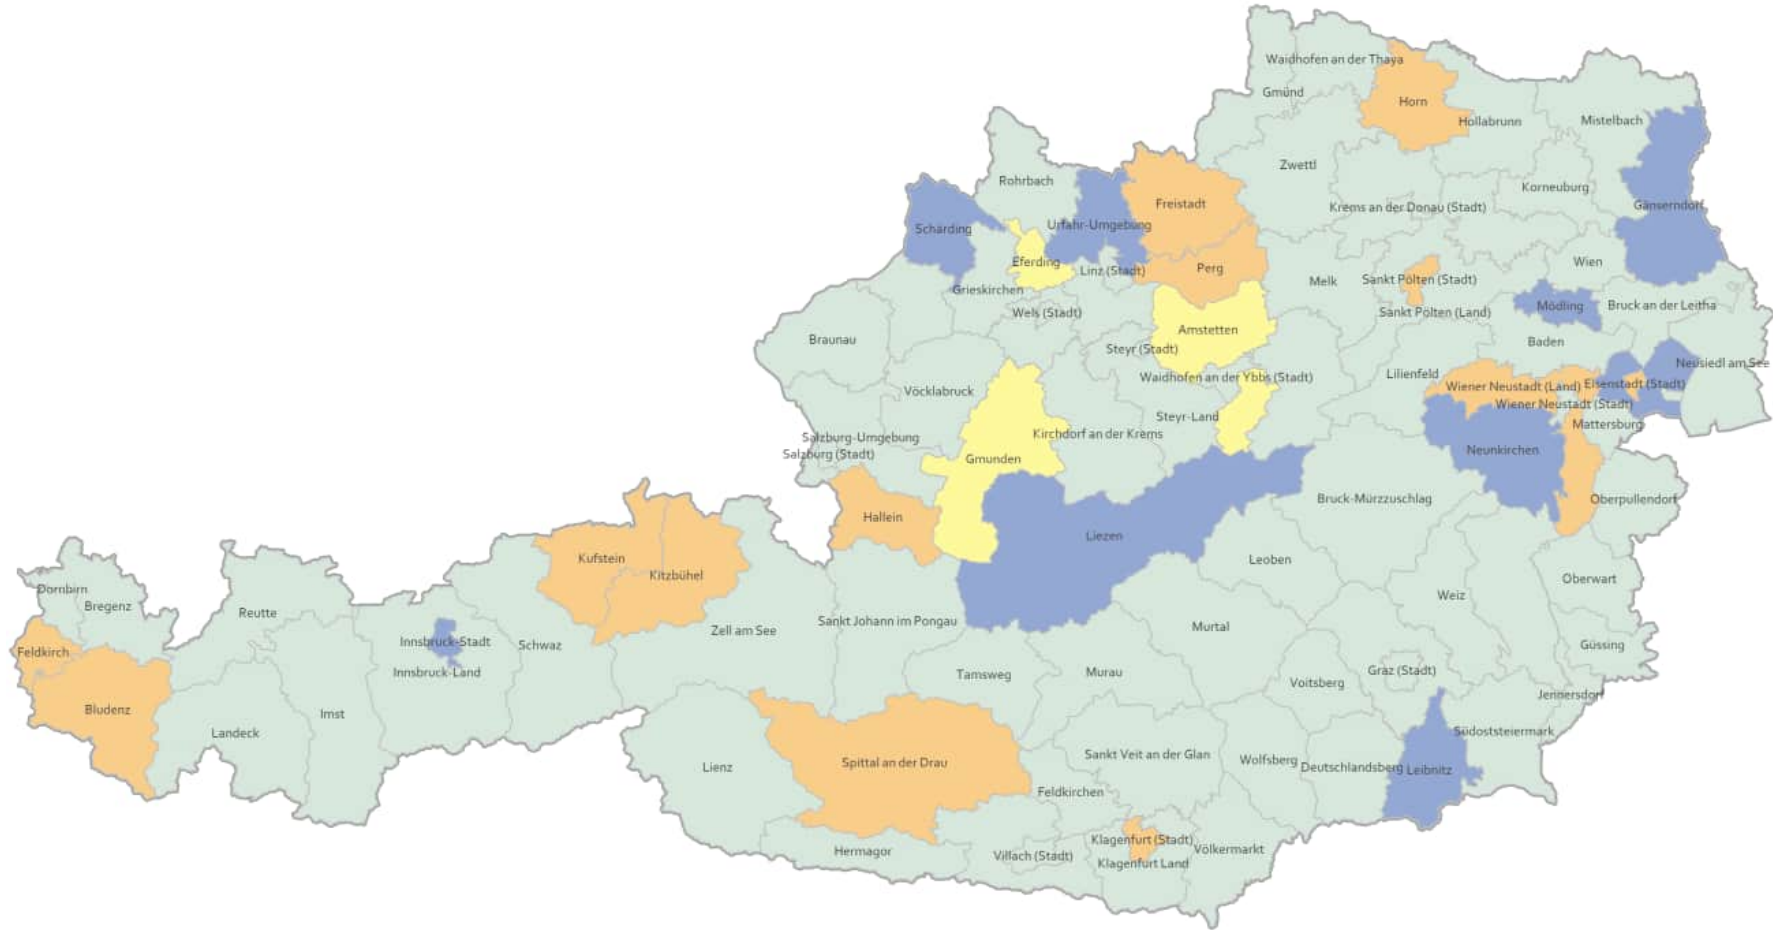 Waidhofen an der Thaya
Gmünd
Horn
Hollabrunn
Mistelbach
Zwettl
Rohrbach
Korneuburg
Freistadt
Krems an der Donau (Stadt)
Gänserndorf
Schärding
Urfahr-Umgebung
Eferding
Linz (Stadt)
Perg
Melk
Sankt Pölten (Stadt)
Wien
Grieskirchen
Wels (Stadt)
Sankt Pölten (Land)
Mödling
Bruck an der Leitha
Braunau
Amstetten
Steyr (Stadt)
Baden
Neusiedl am See
Vöcklabruck
Waidhofen an der Ybbs (Stadt)
Lilienfeld
Wiener Neustadt (Land)
Eisenstadt (Stadt)
Wiener Neustadt (Stadt)
Steyr-Land
Mattersburg
Salzburg-Umgebung
Kirchdorf an der Krems
Salzburg (Stadt)
Gmunden
Neunkirchen
Bruck-Mürzzuschlag
Oberpullendorf
Hallein
Liezen
Kufstein
Kitzbühel
Leoben
Oberwart
Dornbirn
Bregenz
Reutte
Weiz
Sankt Johann im Pongau
Zell am See
Murtal
Innsbruck-Stadt
Schwaz
Güssing
Feldkirch
Innsbruck-Land
Tamsweg
Murau
Graz (Stadt)
Voitsberg
Jennersdorf
Bludenz
Imst
Landeck
Südoststeiermark
Sankt Veit an der Glan
Wolfsberg
Lienz
Spittal an der Drau
Deutschlandsberg
Leibnitz
Feldkirchen
Klagenfurt (Stadt)
Hermagor
Villach (Stadt)
Völkermarkt
Klagenfurt Land